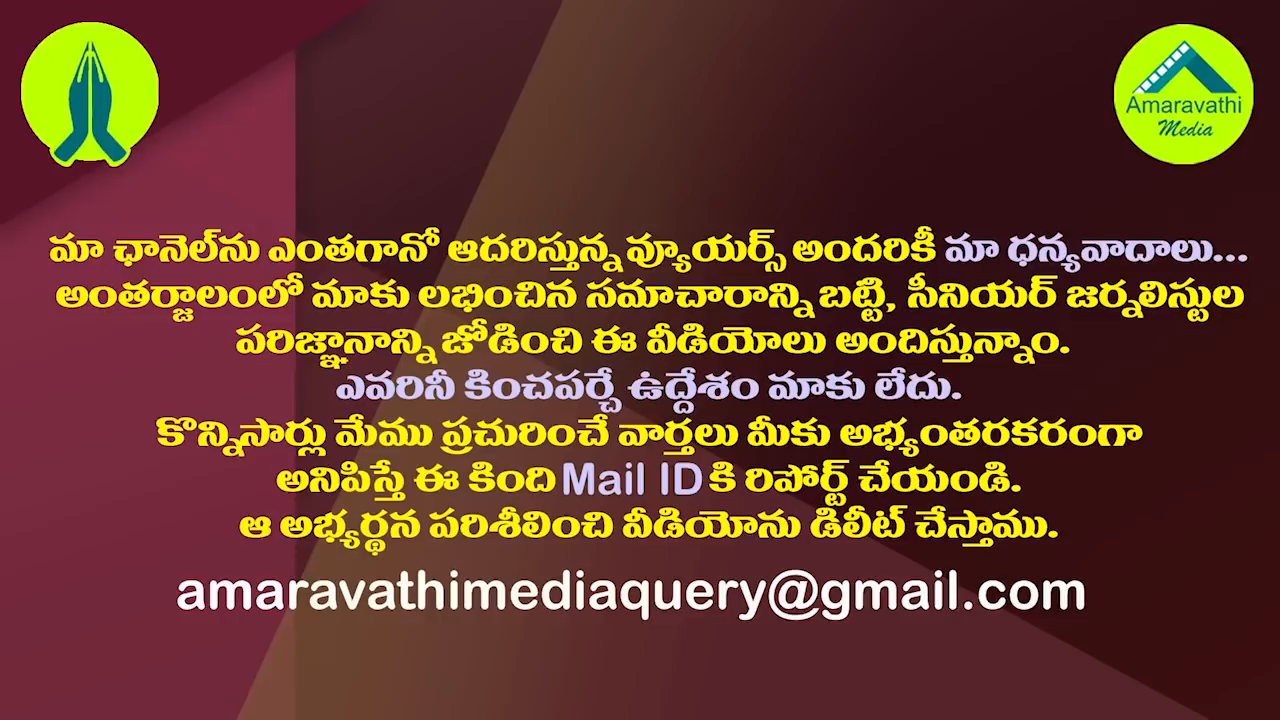 Amaravathi
Media
మా ఛానెల్‌ను ఎంతగానో ఆదరిస్తున్న వ్యూయర్స్ అందరికీ మా ధన్యవాదాలు...
అంతర్జాలంలో మాకు లభించిన సమాచారాన్ని బట్టి, సీనియర్ జర్నలిస్టుల
పరిజ్ఞానాన్ని జోడించి ఈ వీడియోలు అందిస్తున్నాం.
ఎవరినీ కించపర్చే ఉద్దేశం మాకు లేదు.
కొన్నిసార్లు మేము ప్రచురించే వార్తలు మీకు అభ్యంతరకరంగా
అనిపిస్తే ఈ కింది Mail ID కి రిపోర్ట్ చేయండి.
ఆ అభ్యర్థన పరిశీలించి వీడియోను డిలీట్ చేస్తాము.
amaravathimediaquery@gmail.com